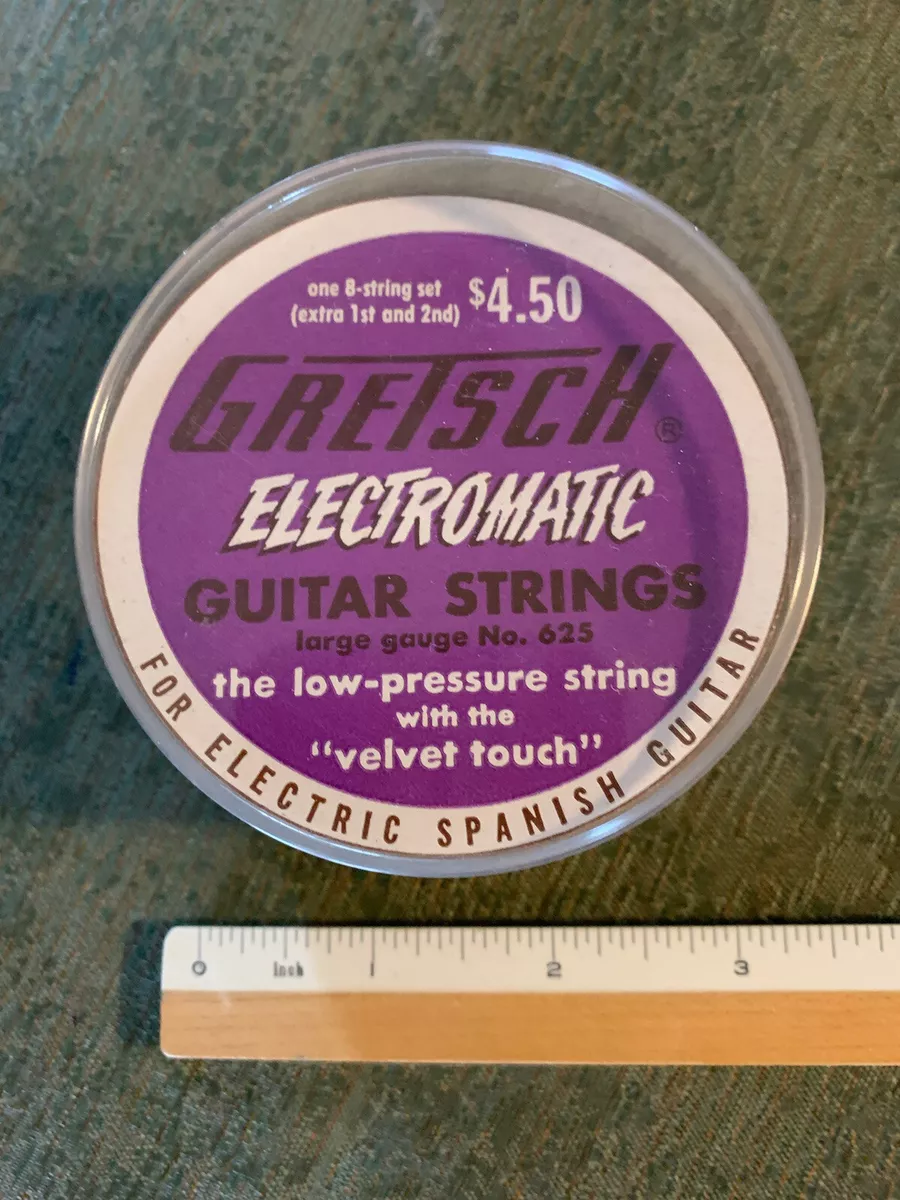 one 8-string set $4.50
(extra 1st and 2nd)
GRETSCH®
ELECTROMATIC
GUITAR STRINGS
large gauge No. 625
the low-pressure string
with the
“velvet touch”
FOR ELECTRIC SPANISH GUITAR
0 Inch 1 2 3